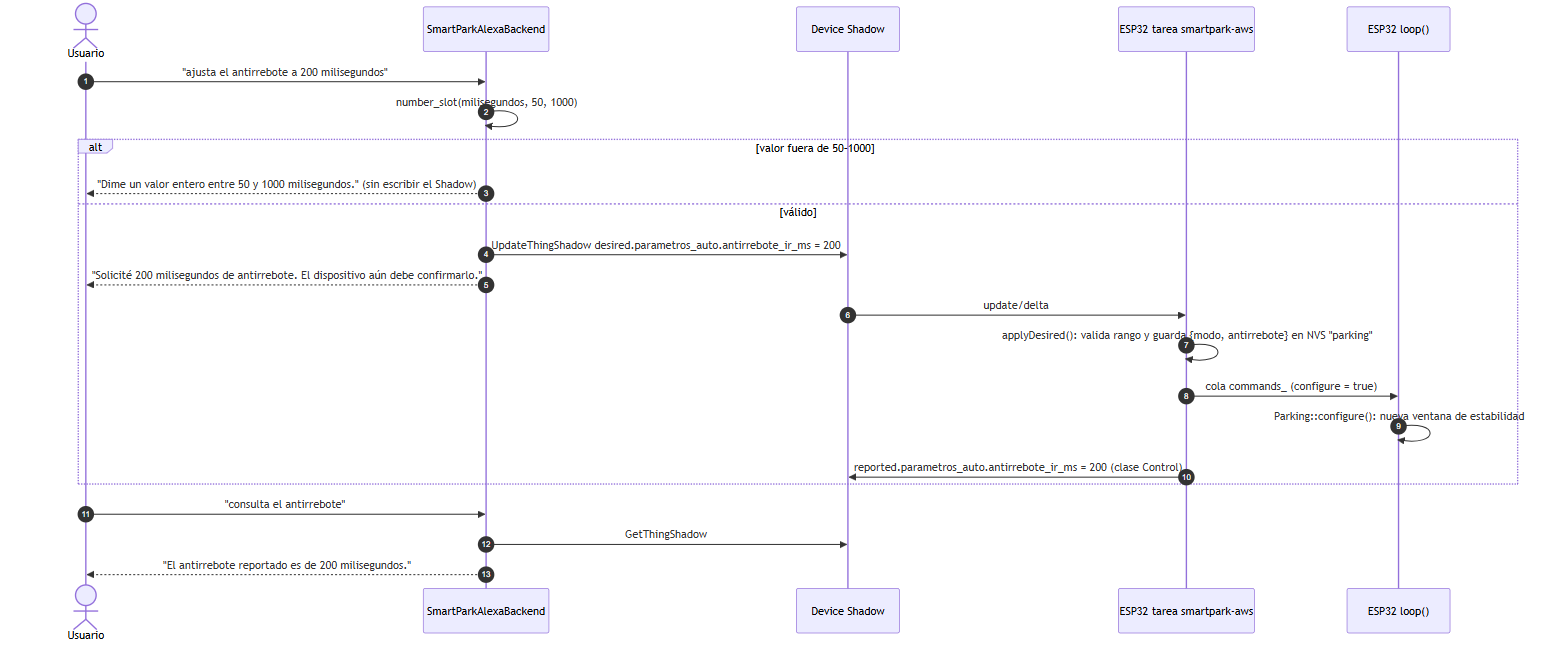 Usuario
SmartParkAlexaBackend
Device Shadow
ESP32 tarea smartpark-aws
ESP32 loop()
1
"ajusta el antirrebote a 200 milisegundos"
number_slot(milisegundos, 50, 1000)
2
alt
[valor fuera de 50-1000]
"Dime un valor entero entre 50 y 1000 milisegundos." (sin escribir el Shadow)
3
[válido]
UpdateThingShadow desired.parametros_auto.antirrebote_ir_ms = 200
4
"Solicité 200 milisegundos de antirrebote. El dispositivo aún debe confirmarlo."
5
update/delta
6
applyDesired(): valida rango y guarda {modo, antirrebote} en NVS "parking"
7
cola commands_ (configure = true)
8
Parking::configure(): nueva ventana de estabilidad
9
reported.parametros_auto.antirrebote_ir_ms = 200 (clase Control)
10
"consulta el antirrebote"
11
GetThingShadow
12
"El antirrebote reportado es de 200 milisegundos."
13
Usuario
SmartParkAlexaBackend
Device Shadow
ESP32 tarea smartpark-aws
ESP32 loop()